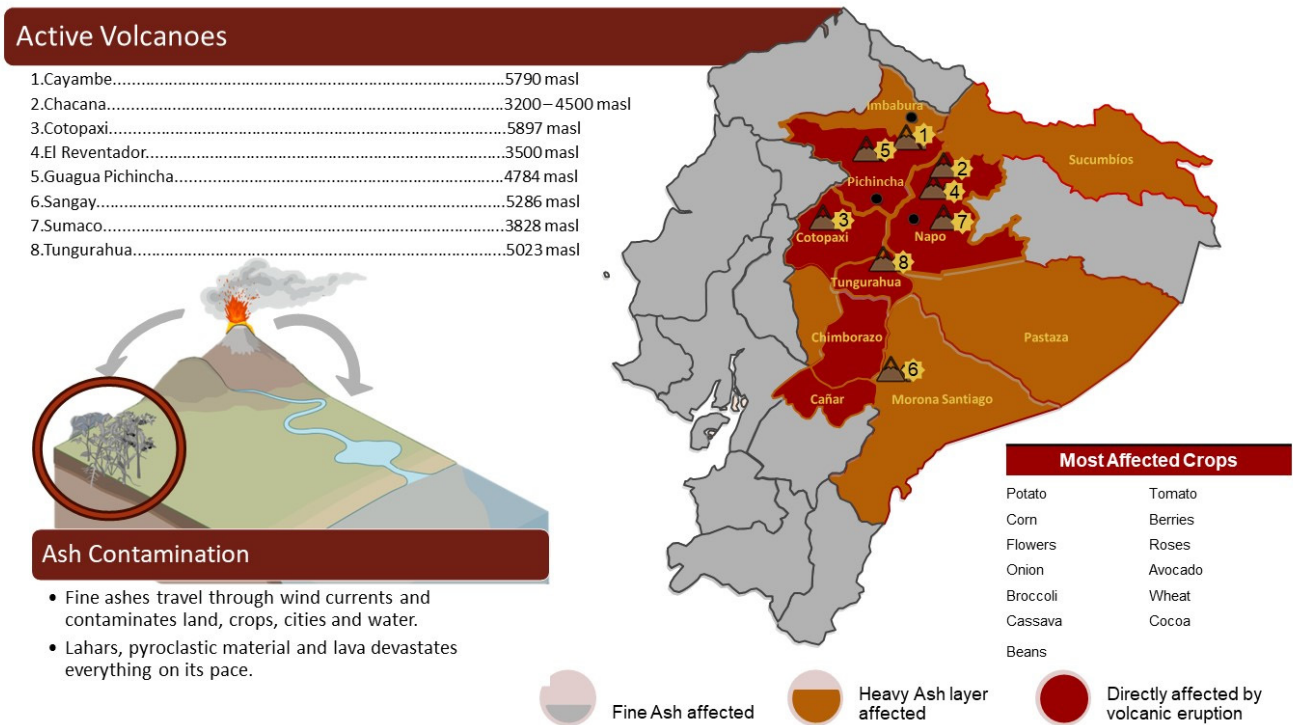 Active Volcanoes
1.Cayambe..........................................................................................5790 masl
2.Chacana..........................................................................................3200–4500 masl
3.Cotopaxi..........................................................................................5897 masl
4.El Reventador..........................................................................................3500 masl
5.Guagua Pichincha..........................................................................................4784 masl
6.Sangay..........................................................................................5286 masl
7.Sumaco..........................................................................................3828 masl
8.Tungurahua..........................................................................................5023 masl
Imbabura
1
5
2
Sucumbíos
Pichincha
4
3
7
Cotopaxi
Napo
8
Tungurahua
Chimborazo
Pastaza
6
Cañar
Morona Santiago
Ash Contamination
• Fine ashes travel through wind currents and
contaminates land, crops, cities and water.
• Lahars, pyroclastic material and lava devastates
everything on its pace.
Most Affected Crops
Potato Tomato
Corn Berries
Flowers Roses
Onion Avocado
Broccoli Wheat
Cassava Cocoa
Beans
Fine Ash affected
Heavy Ash layer
affected
Directly affected by
volcanic eruption